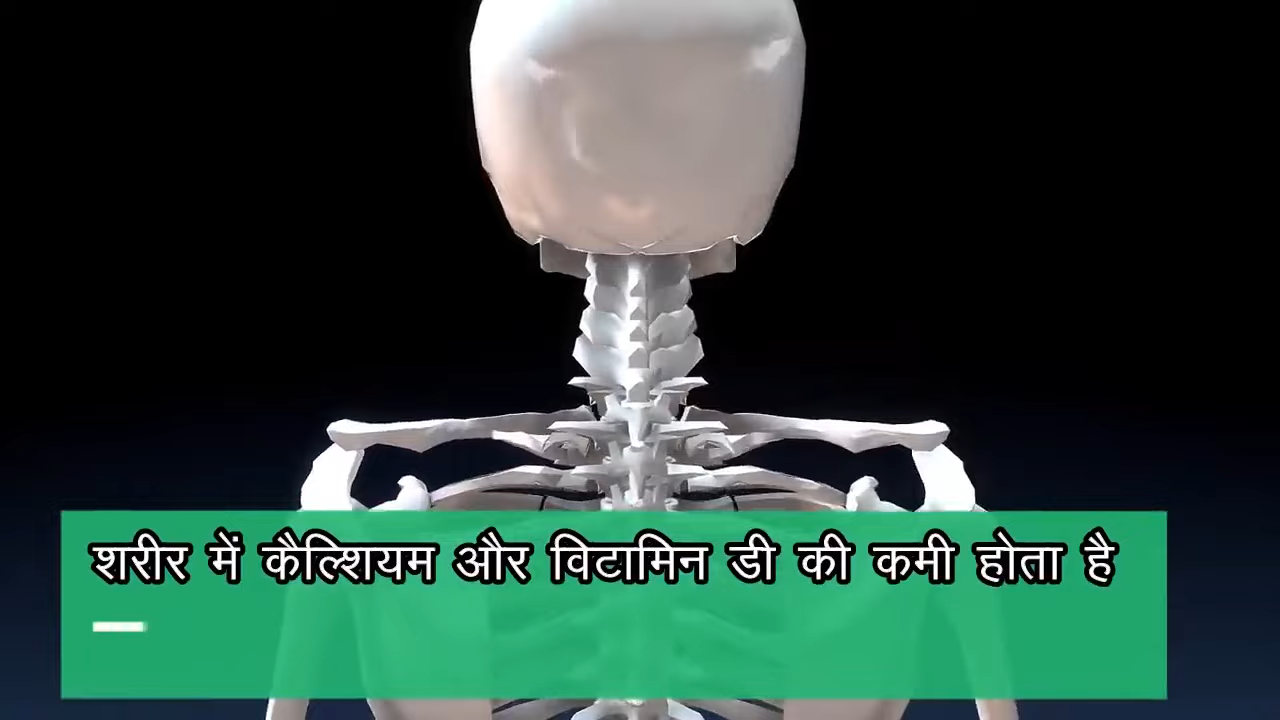 शरीर में कैल्शियम और विटामिन डी की कमी होता है